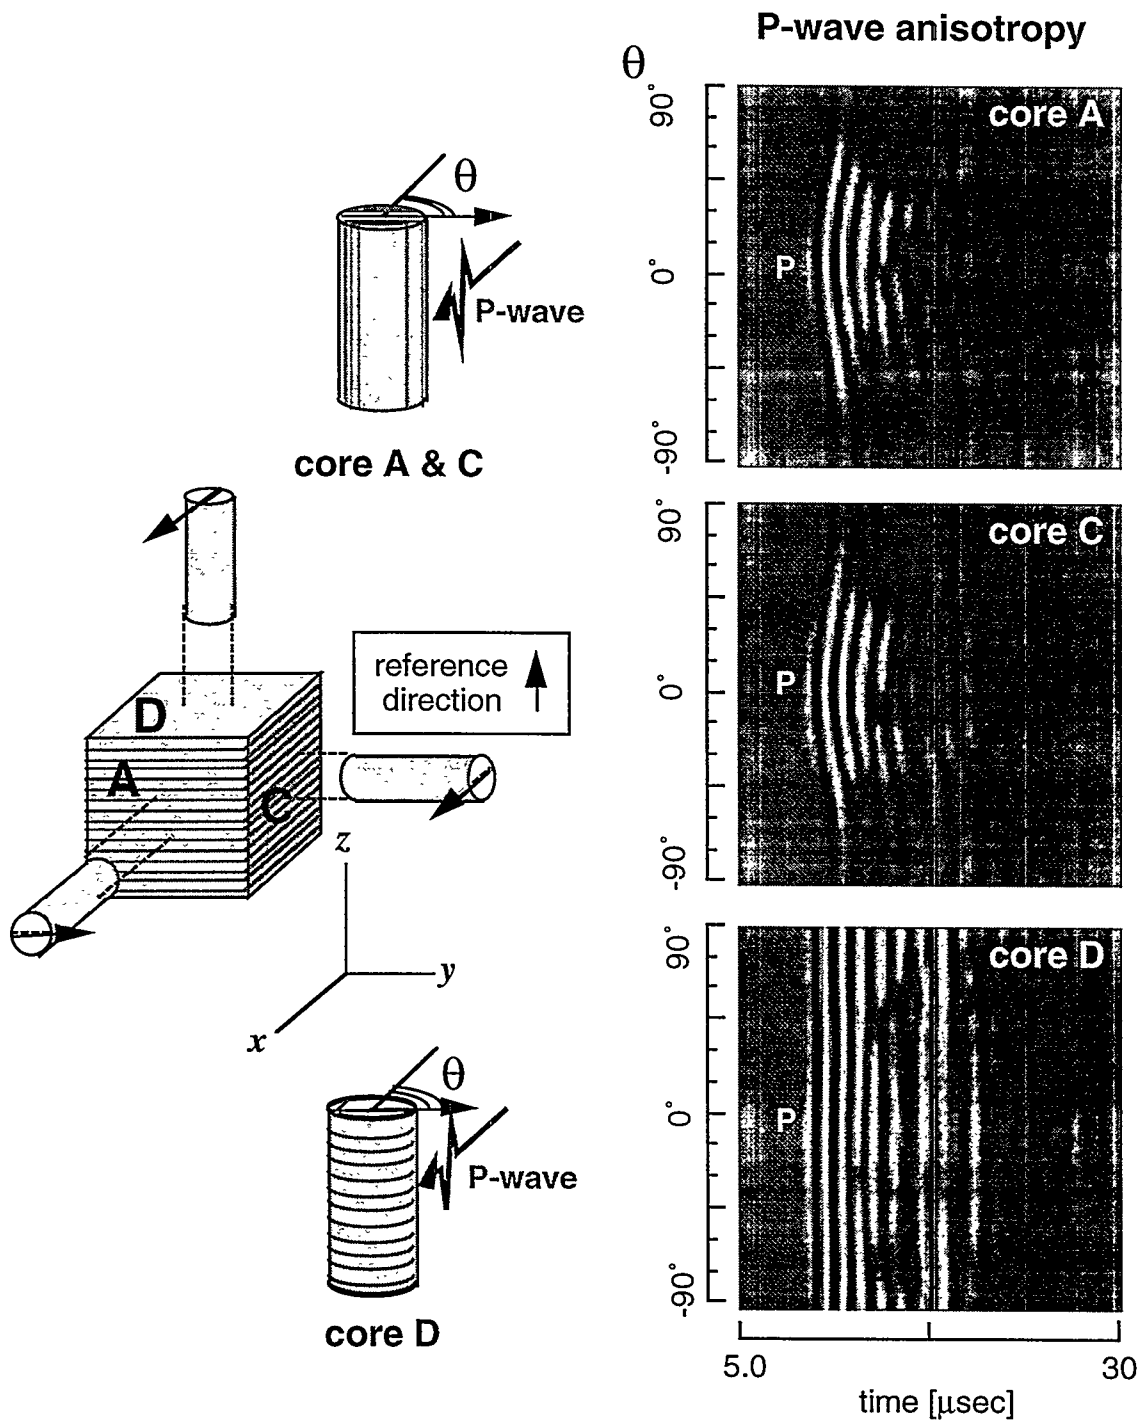 P-wave anisotropy
θ
90°
core A
P
0°
-90°
θ
P-wave
core A & C
90°
core C
P
0°
-90°
reference
direction
D
A
C
z
y
x
90°
core D
P
0°
-90°
θ
P-wave
core D
5.0
30
time [µsec]